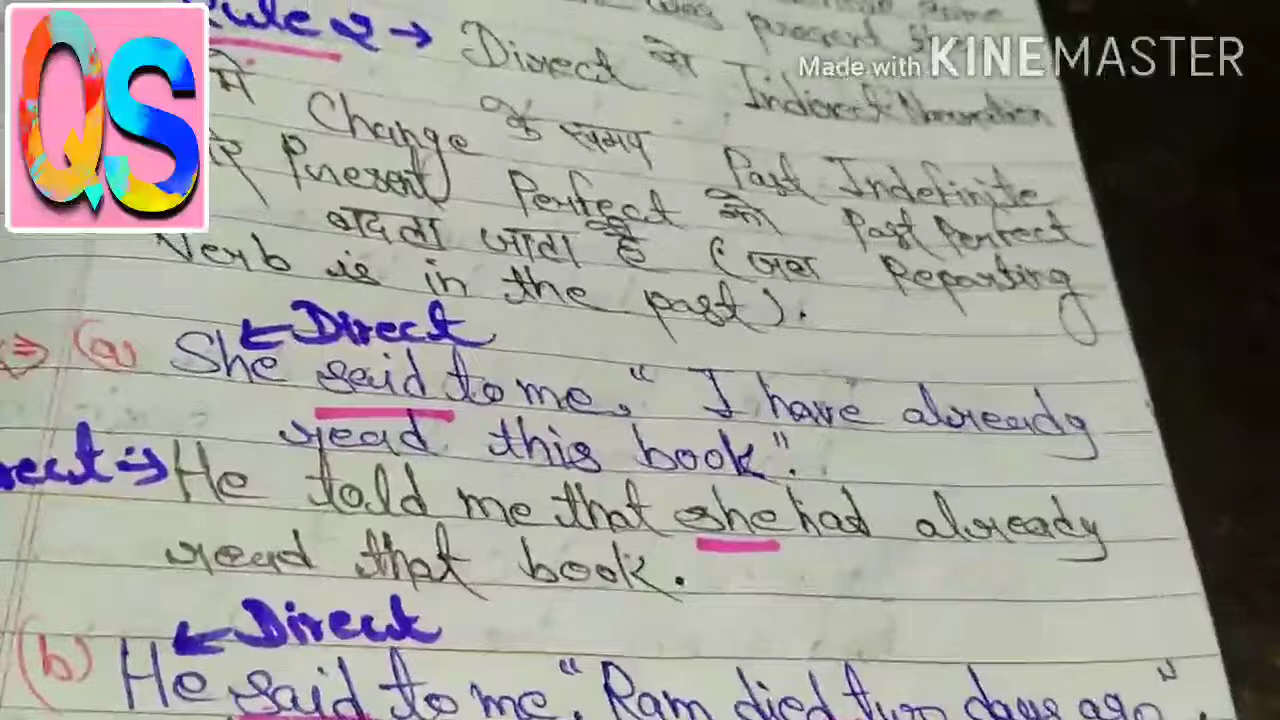 QS
Made with KINEMASTER
present
Rule 2 → Direct से Indirect Narration
में Change के समय Past Indefinite
Present Perfect को Past Perfect
बदला जाता है (जब Reporting
Verb is in the past).
← Direct
⇒ (a) She said to me, "I have already
read this book".
rect ⇒ He told me that she had already
read that book.
← Direct
(b) He said to me, "Ram died two days ago".